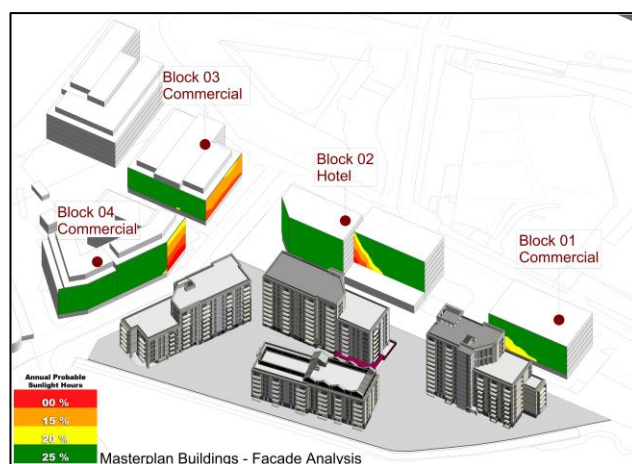 Block 03
Commercial
Block 02
Hotel
Block 04
Commercial
Block 01
Commercial
Annual Probable
Sunlight Hours
00 %
15 %
20 %
25 %
Masterplan Buildings - Facade Analysis